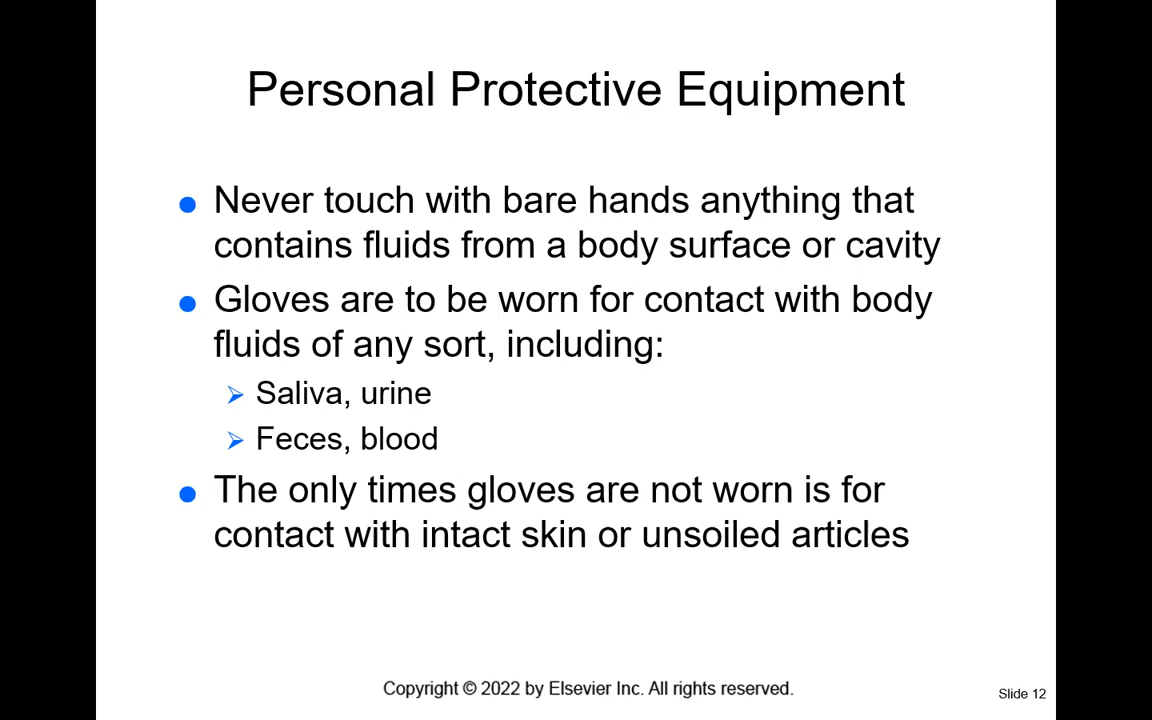 Personal Protective Equipment
Never touch with bare hands anything that
contains fluids from a body surface or cavity
Gloves are to be worn for contact with body
fluids of any sort, including:
Saliva, urine
Feces, blood
The only times gloves are not worn is for
contact with intact skin or unsoiled articles
Copyright © 2022 by Elsevier Inc. All rights reserved.
Slide 12